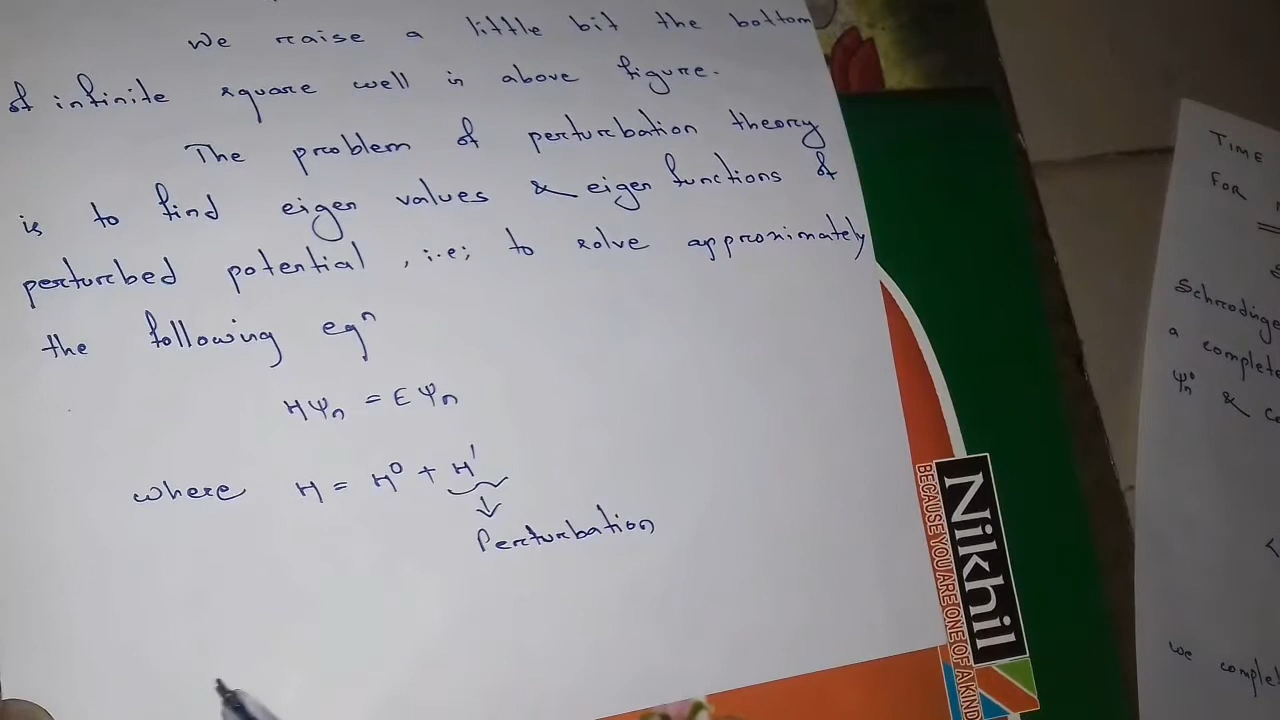 We raise a little bit the bottom
of infinite square well in above figure.
The problem of perturbation theory
is to find eigen values & eigen functions of
perturbed potential, i.e; to solve approximately
the following eqⁿ
Hψₙ = Eψₙ
where H = H⁰ + H'
↓
Perturbation
Nikhil
BECAUSE YOU ARE ONE OF A KIND
TIME
FOR
Schrodinge
a complete
ψₙ⁰ & co
we complet